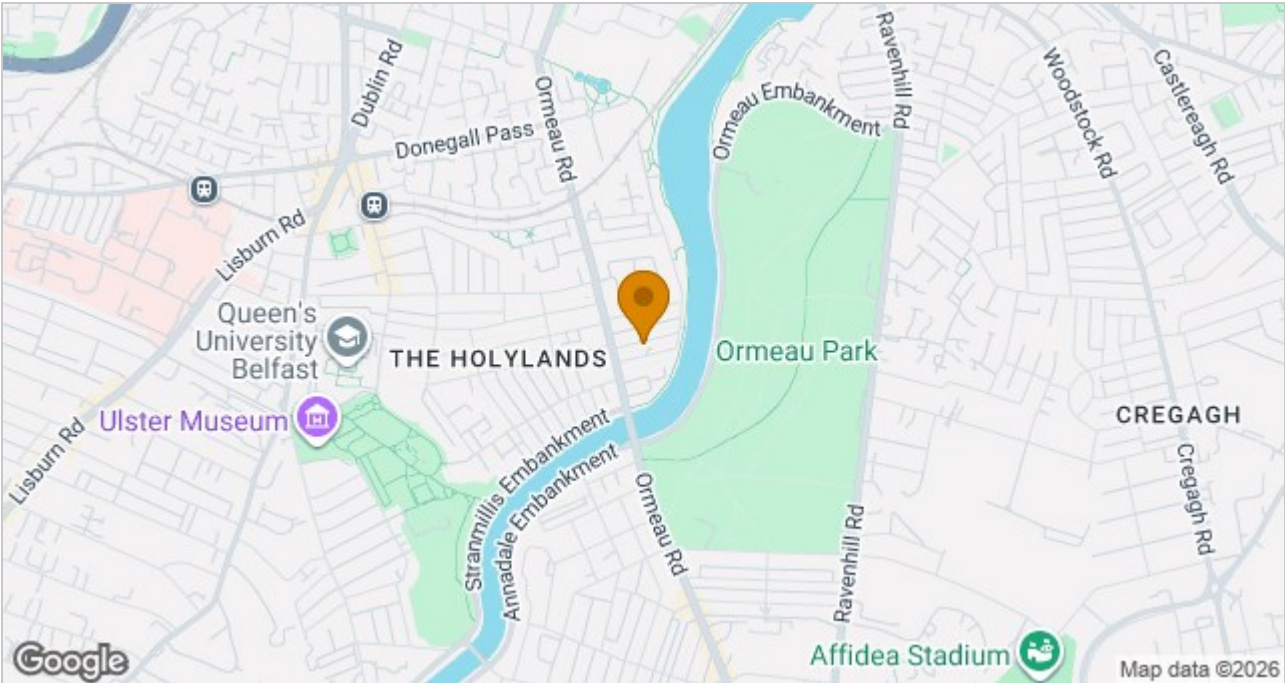 Dublin Rd
Ormeau Rd
Donegall Pass
Ormeau Embankment
Ravenhill Rd
Woodstock Rd
Castlereagh Rd
Lisburn Rd
Queen's
University
Belfast
THE HOLYLANDS
Ormeau Park
Ulster Museum
CREGAGH
Lisburn Rd
Stranmillis Embankment
Annadale Embankment
Ormeau Rd
Ravenhill Rd
Cregagh Rd
Affidea Stadium
Google
Map data ©2026